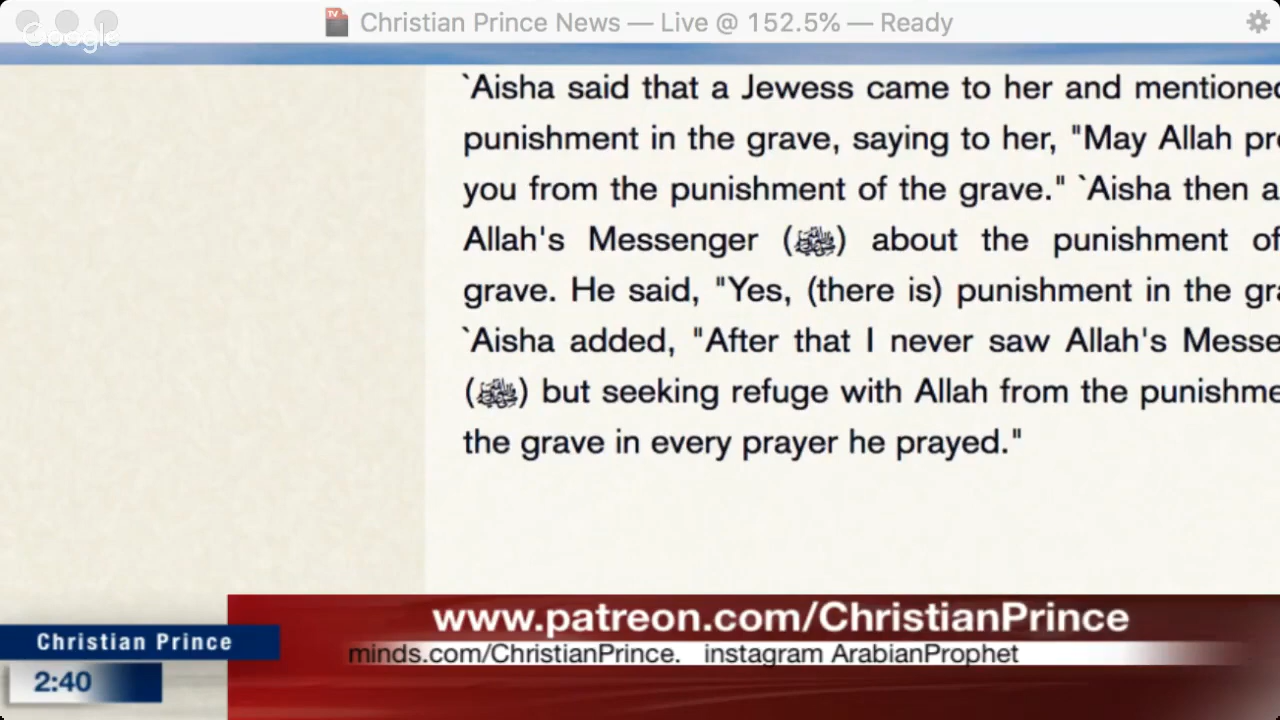 Christian Prince News — Live @ 152.5% — Ready
Google
`Aisha said that a Jewess came to her and mentioned
punishment in the grave, saying to her, "May Allah
you from the punishment of the grave." `Aisha then
Allah's Messenger (ﷺ) about the punishment of
grave. He said, "Yes, (there is) punishment in the
`Aisha added, "After that I never saw Allah's
(ﷺ) but seeking refuge with Allah from the
the grave in every prayer he prayed."
www.patreon.com/ChristianPrince
Christian Prince
minds.com/ChristianPrince. instagram ArabianProphet
2:40